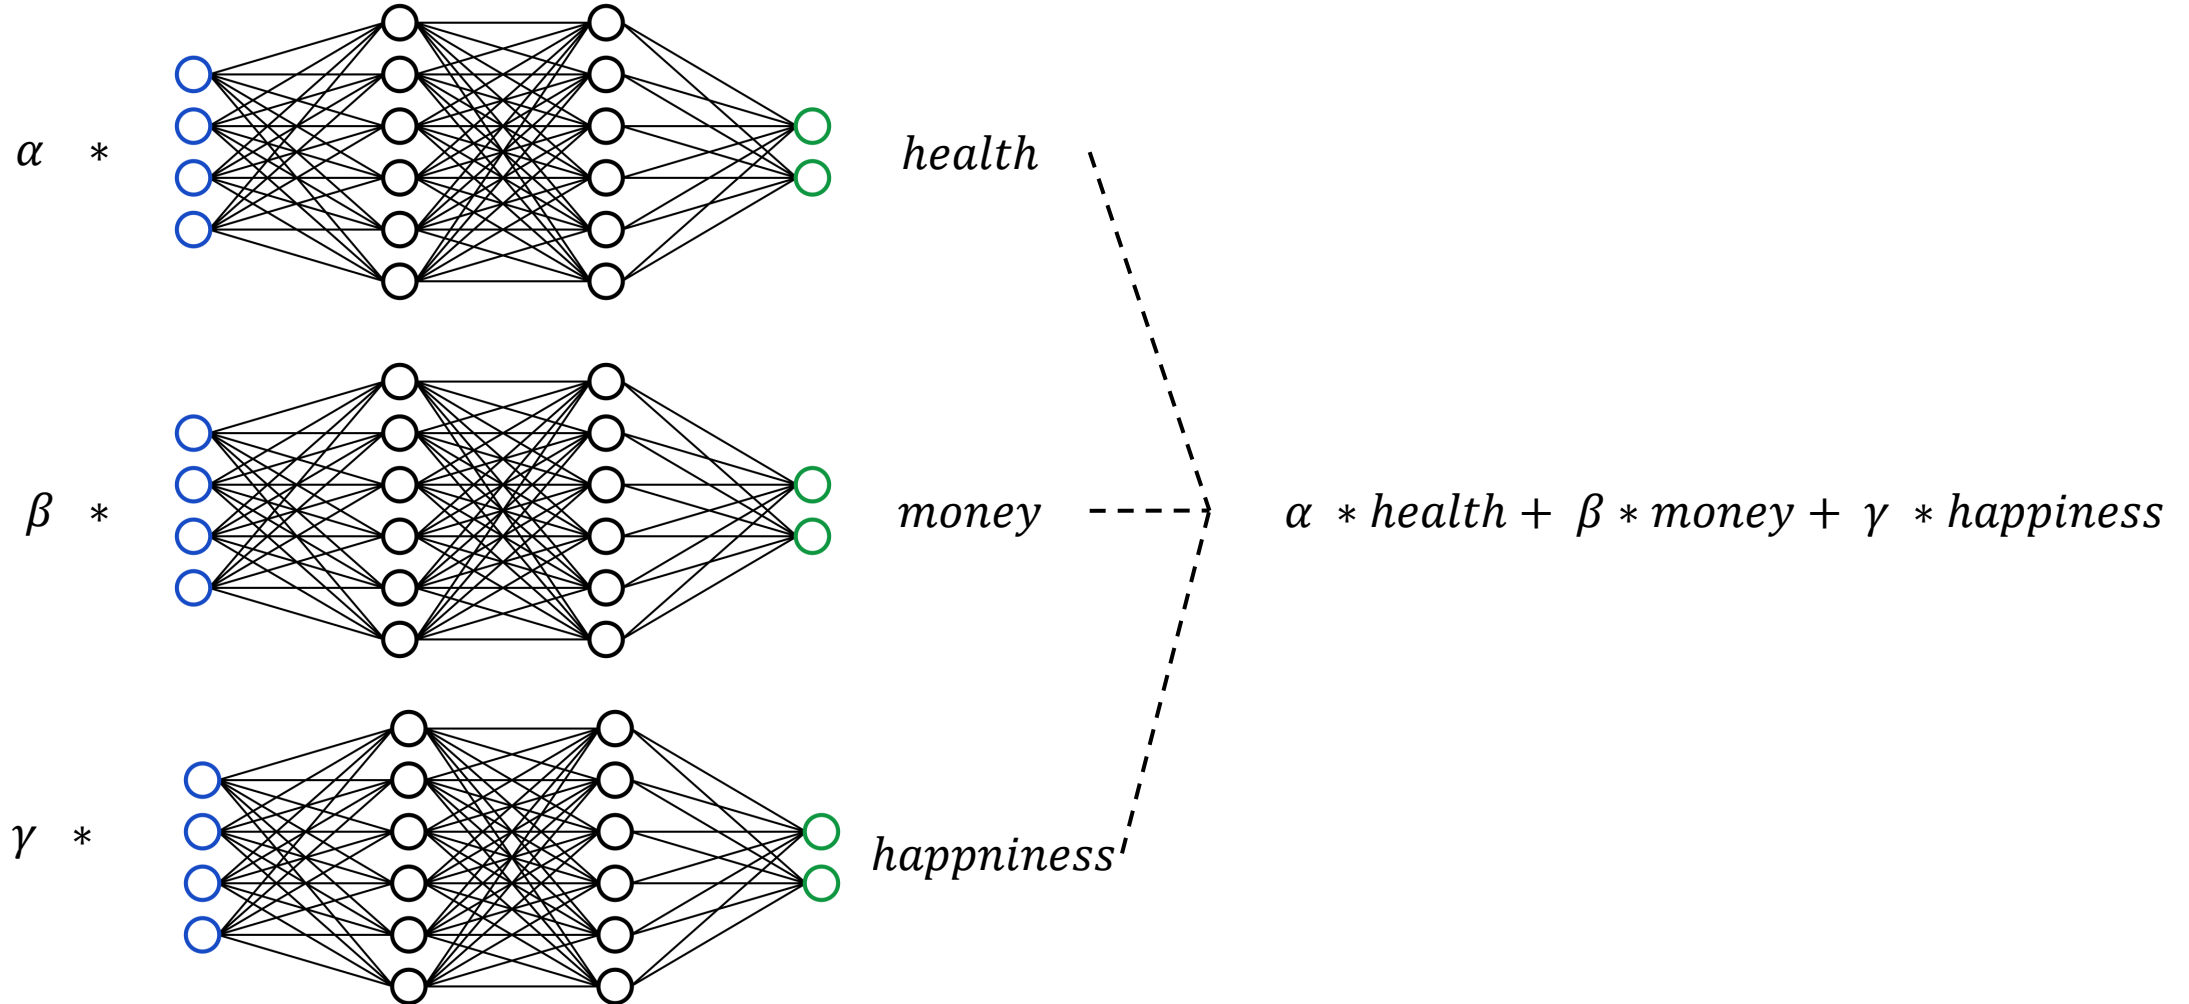 α * health
β * money α * health + β * money + γ * happiness
γ * happniness